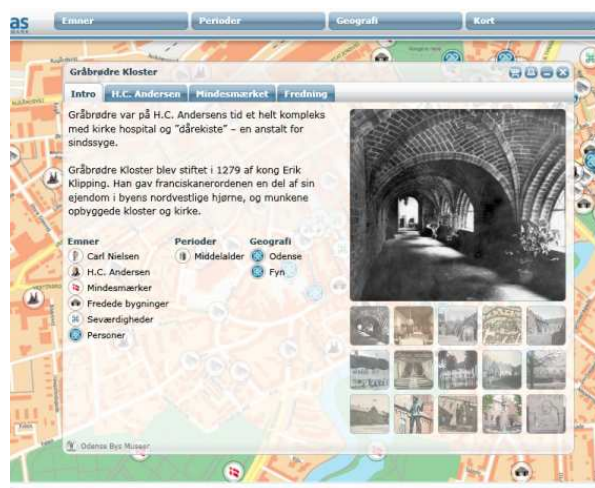 as
Emner Perioder Geografi Kort
Gråbrødre Kloster
Intro H.C. Andersen Mindesmærket Fredning
Gråbrødre var på H.C. Andersens tid et helt kompleks
med kirke hospital og "dårekiste" – en anstalt for
sindssyge.
Gråbrødre Kloster blev stiftet i 1279 af kong Erik
Klipping. Han gav franciskanerordenen en del af sin
ejendom i byens nordvestlige hjørne, og munkene
opbyggede kloster og kirke.
Emner
Carl Nielsen
H.C. Andersen
Mindesmærker
Fredede bygninger
Seværdigheder
Personer
Perioder
Middelalder
Geografi
Odense
Fyn
Odense Bys Museer